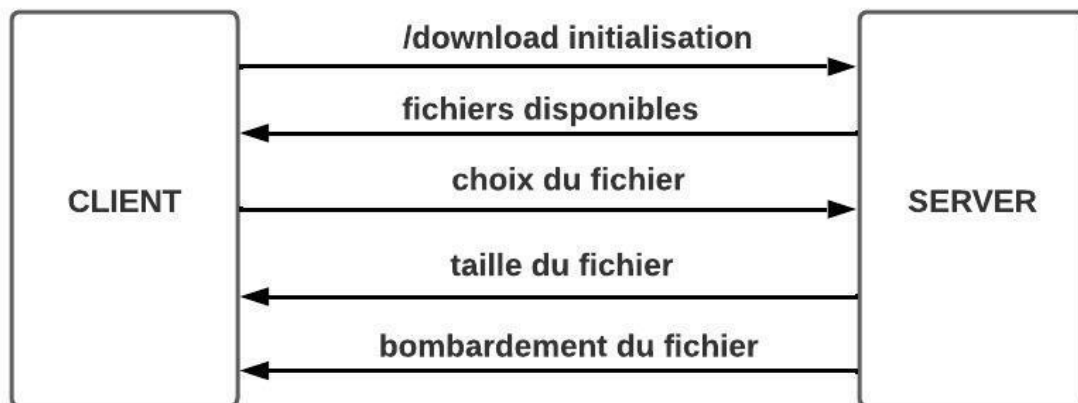 /download initialisation
fichiers disponibles
choix du fichier
CLIENT
SERVER
taille du fichier
bombardement du fichier